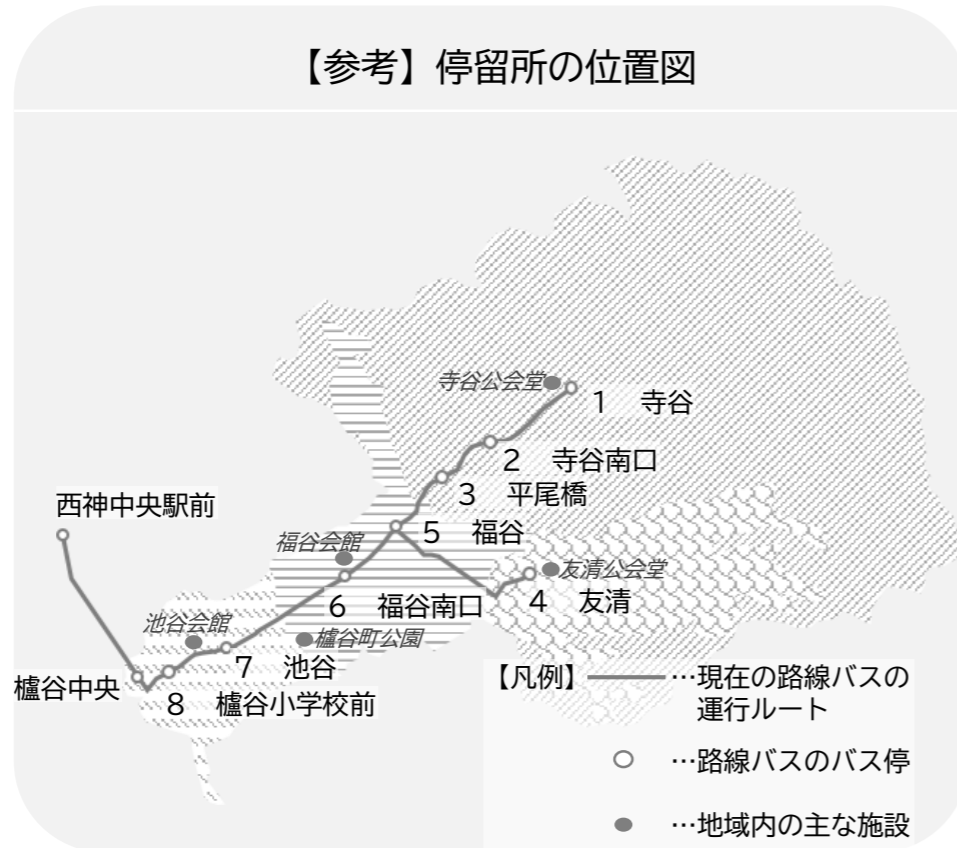 【参考】停留所の位置図
寺谷公会堂
1 寺谷
2 寺谷南口
3 平尾橋
西神中央駅前
5 福谷
福谷会館
友清公会堂
4 友清
6 福谷南口
池谷会館
櫨谷町公園
7 池谷
櫨谷中央
8 櫨谷小学校前
【凡例】 …現在の路線バスの
運行ルート
…路線バスのバス停
…地域内の主な施設